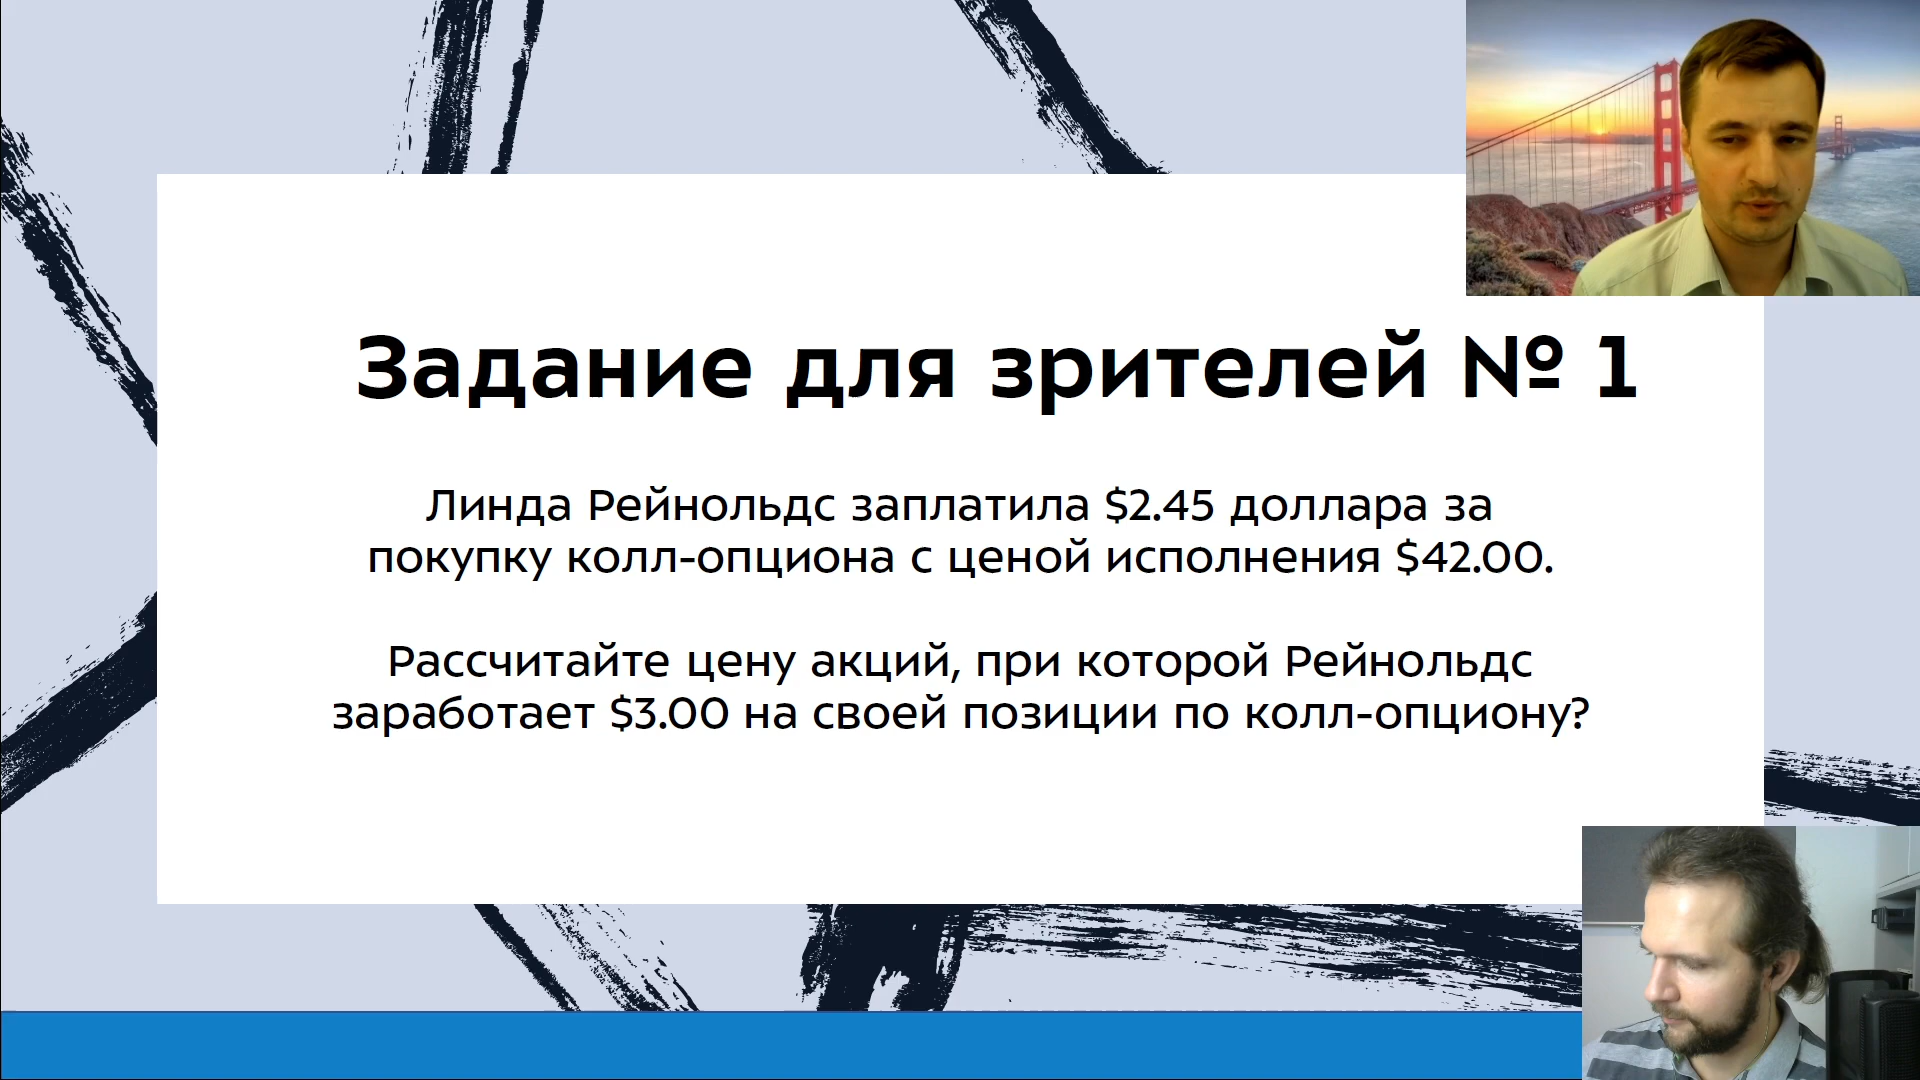 Задание для зрителей № 1
Линда Рейнольдс заплатила $2.45 доллара за
покупку колл-опциона с ценой исполнения $42.00.
Рассчитайте цену акций, при которой Рейнольдс
заработает $3.00 на своей позиции по колл-опциону?